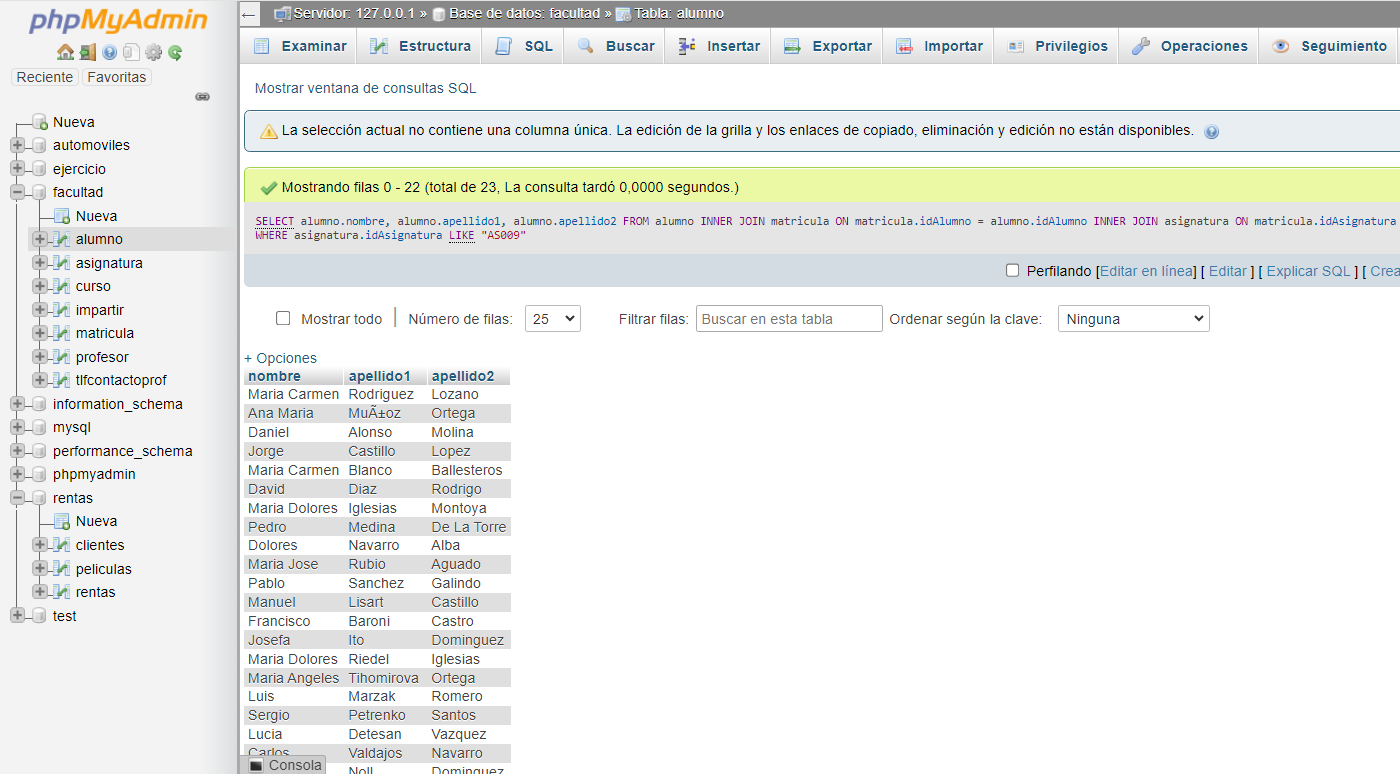 phpMyAdmin
Reciente Favoritas
Nueva
automoviles
ejercicio
facultad
Nueva
alumno
asignatura
curso
impartir
matricula
profesor
tlfcontactoprof
information_schema
mysql
performance_schema
phpmyadmin
rentas
Nueva
clientes
peliculas
rentas
test
Servidor: 127.0.0.1 » Base de datos: facultad » Tabla: alumno
Examinar Estructura SQL Buscar Insertar Exportar Importar Privilegios Operaciones Seguimiento
Mostrar ventana de consultas SQL
La selección actual no contiene una columna única. La edición de la grilla y los enlaces de copiado, eliminación y edición no están disponibles.
Mostrando filas 0 - 22 (total de 23, La consulta tardó 0,0000 segundos.)
SELECT alumno.nombre, alumno.apellido1, alumno.apellido2 FROM alumno INNER JOIN matricula ON matricula.idAlumno = alumno.idAlumno INNER JOIN asignatura ON matricula.idAsignatura
WHERE asignatura.idAsignatura LIKE "AS009"
Perfilando [Editar en línea] [ Editar ] [ Explicar SQL ] [ Crea
Mostrar todo | Número de filas: 25 Filtrar filas: Buscar en esta tabla Ordenar según la clave: Ninguna
+ Opciones
nombre apellido1 apellido2
Maria Carmen Rodriguez Lozano
Ana Maria MuÃ±oz Ortega
Daniel Alonso Molina
Jorge Castillo Lopez
Maria Carmen Blanco Ballesteros
David Diaz Rodrigo
Maria Dolores Iglesias Montoya
Pedro Medina De La Torre
Dolores Navarro Alba
Maria Jose Rubio Aguado
Pablo Sanchez Galindo
Manuel Lisart Castillo
Francisco Baroni Castro
Josefa Ito Dominguez
Maria Dolores Riedel Iglesias
Maria Angeles Tihomirova Ortega
Luis Marzak Romero
Sergio Petrenko Santos
Lucia Detesan Vazquez
Carlos Valdajos Navarro
Noll Dominguez
Consola